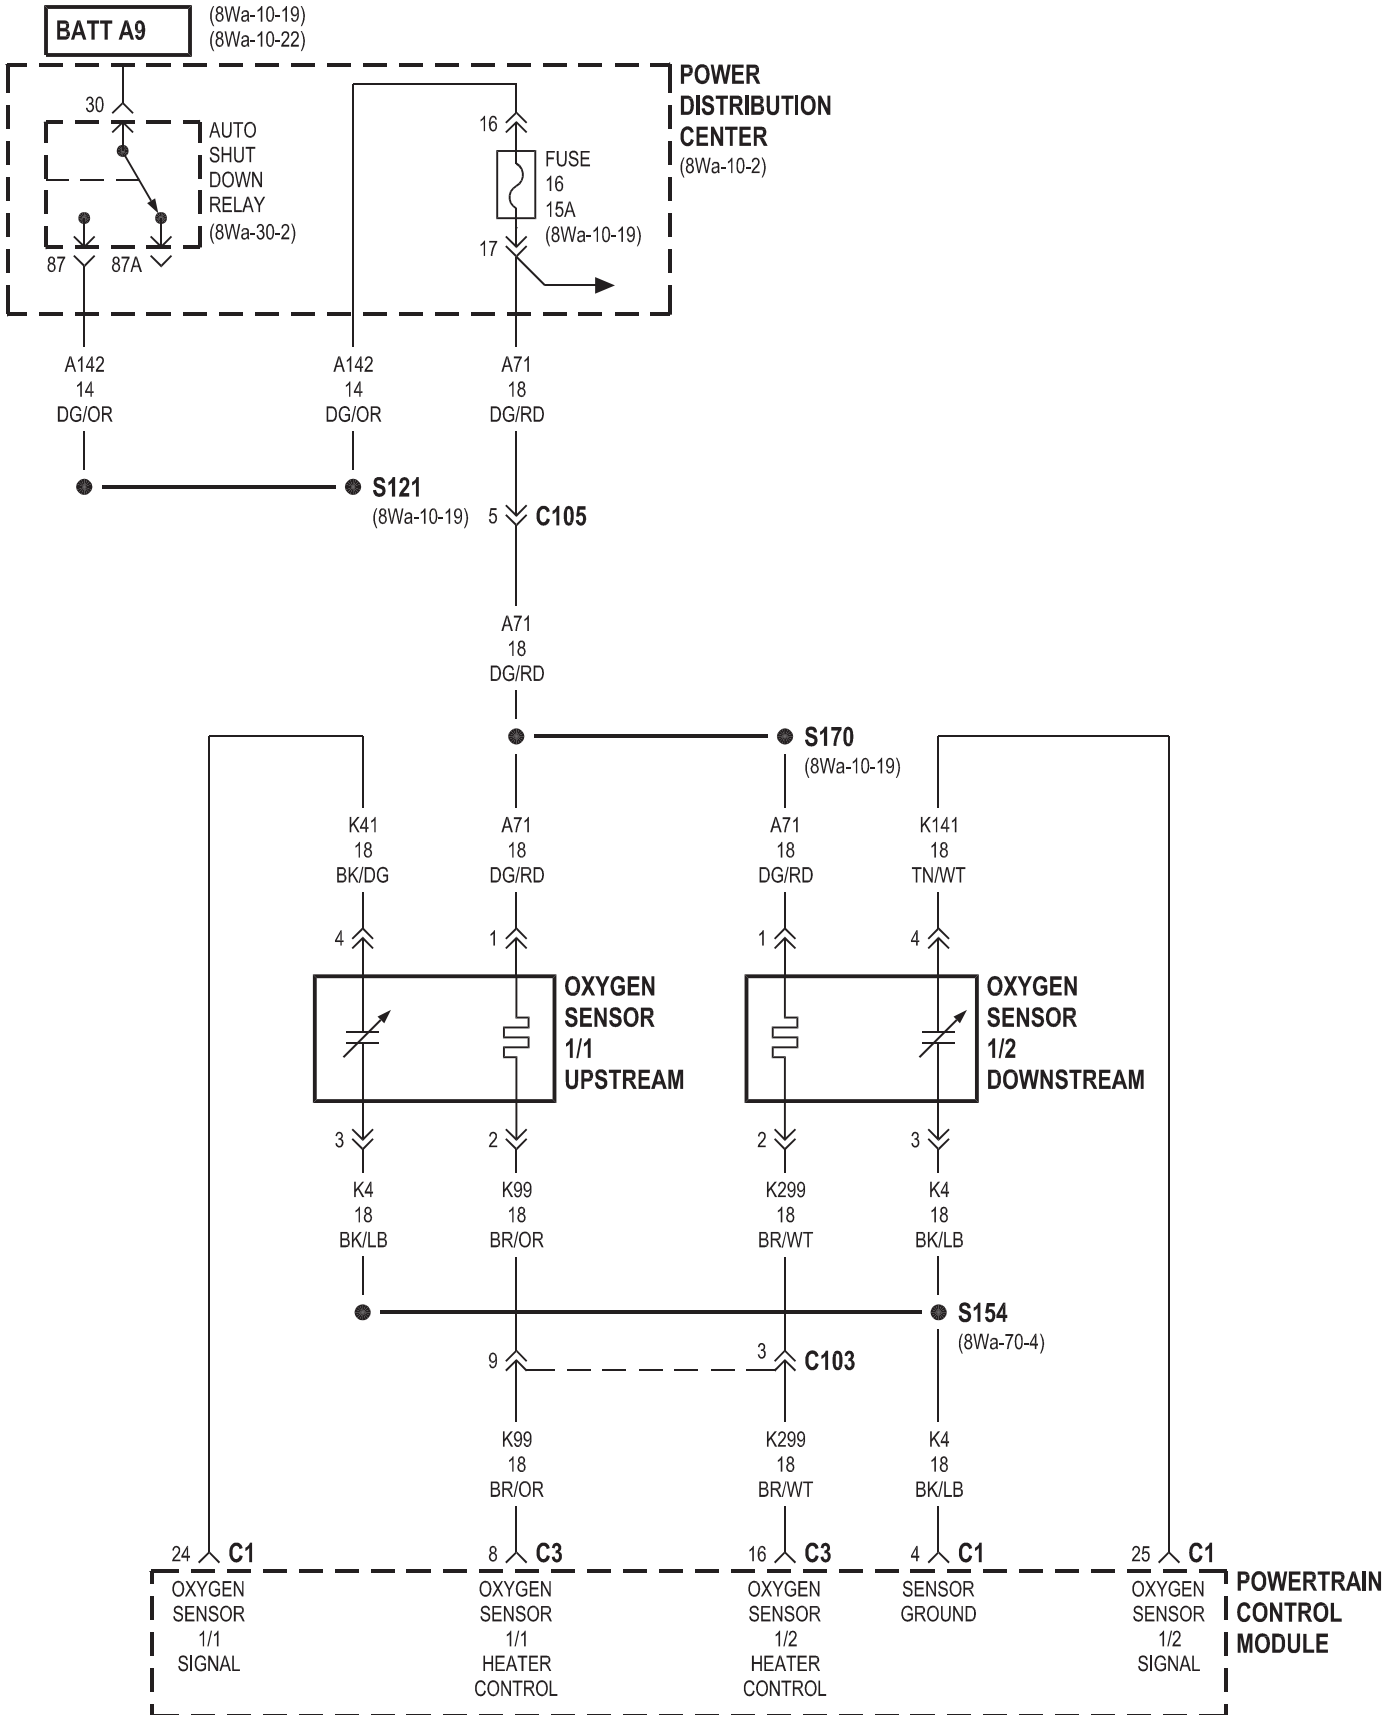 BATT A9
(8Wa-10-19)
(8Wa-10-22)
POWER
DISTRIBUTION
CENTER
(8Wa-10-2)
30
AUTO
SHUT
DOWN
RELAY
(8Wa-30-2)
87
87A
16
FUSE
16
15A
(8Wa-10-19)
17
A142
14
DG/OR
A142
14
DG/OR
A71
18
DG/RD
S121
(8Wa-10-19)
5
C105
A71
18
DG/RD
S170
(8Wa-10-19)
K41
18
BK/DG
A71
18
DG/RD
A71
18
DG/RD
K141
18
TN/WT
4
1
1
4
OXYGEN
SENSOR
1/1
UPSTREAM
OXYGEN
SENSOR
1/2
DOWNSTREAM
3
2
2
3
K4
18
BK/LB
K99
18
BR/OR
K299
18
BR/WT
K4
18
BK/LB
S154
(8Wa-70-4)
9
3
C103
K99
18
BR/OR
K299
18
BR/WT
K4
18
BK/LB
24
C1
8
C3
16
C3
4
C1
25
C1
OXYGEN
SENSOR
1/1
SIGNAL
OXYGEN
SENSOR
1/1
HEATER
CONTROL
OXYGEN
SENSOR
1/2
HEATER
CONTROL
SENSOR
GROUND
OXYGEN
SENSOR
1/2
SIGNAL
POWERTRAIN
CONTROL
MODULE